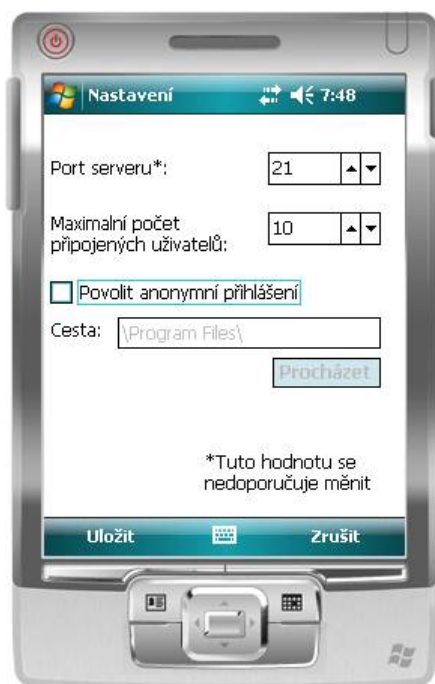 Nastavení 7:48
Port serveru*: 21
Maximalní počet
připojených uživatelů: 10
Povolit anonymní přihlášení
Cesta: \Program Files\
Procházet
*Tuto hodnotu se
nedoporučuje měnit
Uložit Zrušit